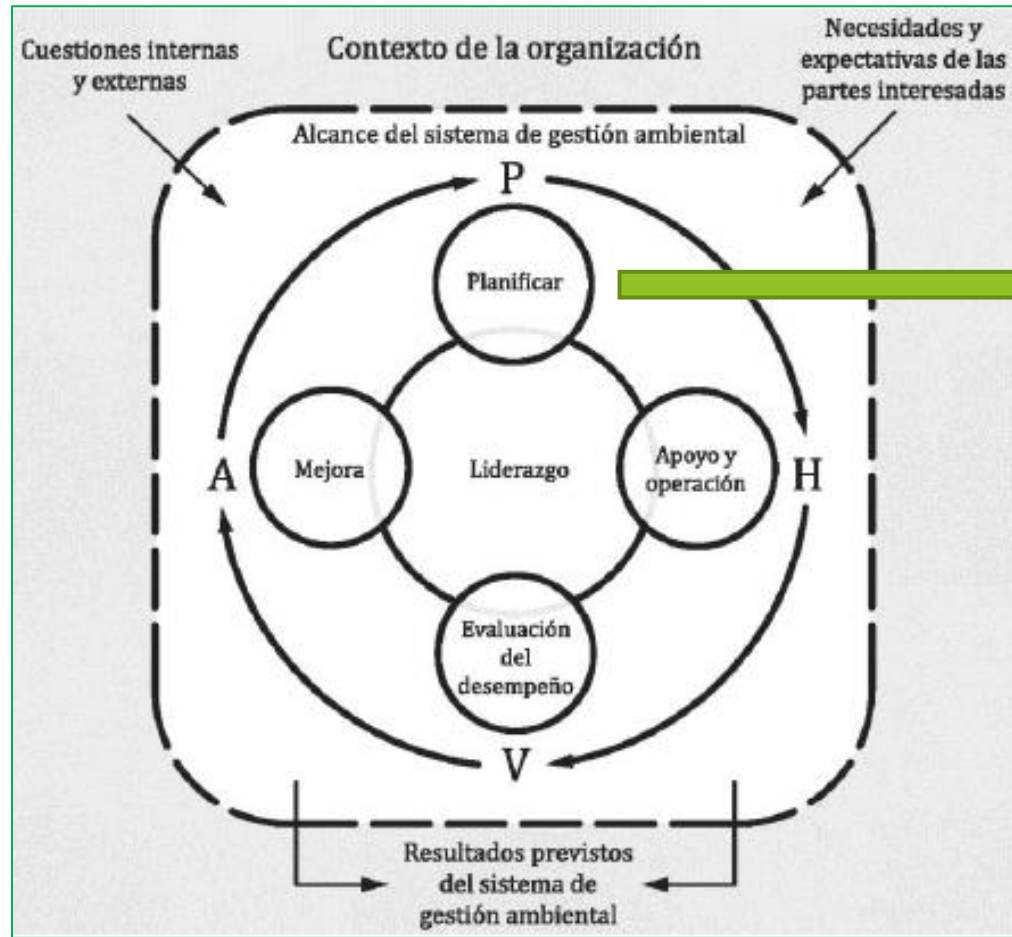 Contexto de la organización
Cuestiones internas
y externas
Necesidades y
expectativas de las
partes interesadas
Alcance del sistema de gestión ambiental
P
Planificar
A
Mejora
Liderazgo
Apoyo y
operación
H
Evaluación
del
desempeño
V
Resultados previstos
del sistema de
gestión ambiental